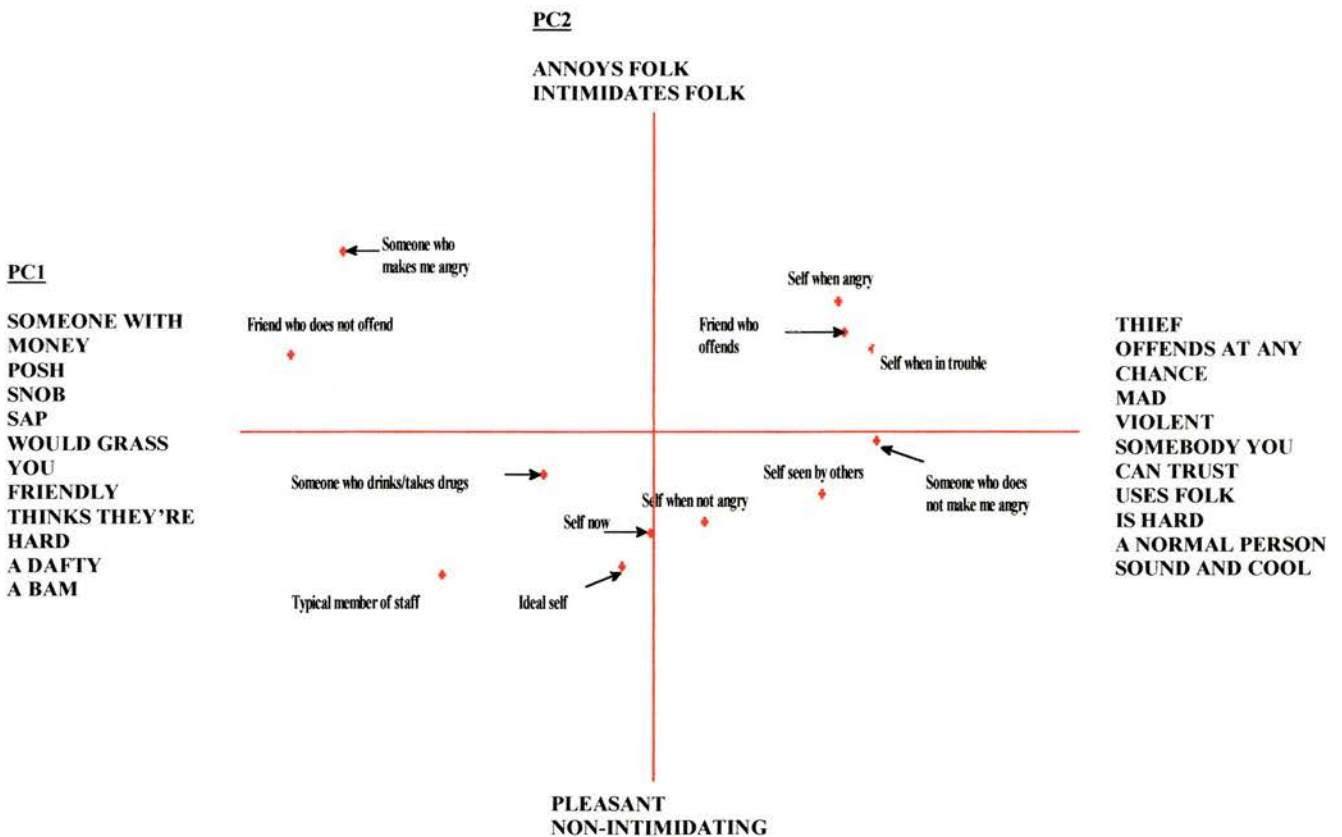 PC2
ANNOYS FOLK
INTIMIDATES FOLK
Someone who
makes me angry
PC1
SOMEONE WITH
MONEY
POSH
SNOB
SAP
WOULD GRASS
YOU
FRIENDLY
THINKS THEY'RE
HARD
A DAFTY
A BAM
Friend who does not offend
Self when angry
Friend who
offends
Self when in trouble
THIEF
OFFENDS AT ANY
CHANCE
MAD
VIOLENT
SOMEBODY YOU
CAN TRUST
USES FOLK
IS HARD
A NORMAL PERSON
SOUND AND COOL
Someone who drinks/takes drugs
Self seen by others
Someone who does
not make me angry
Self when not angry
Self now
Typical member of staff
Ideal self
PLEASANT
NON-INTIMIDATING